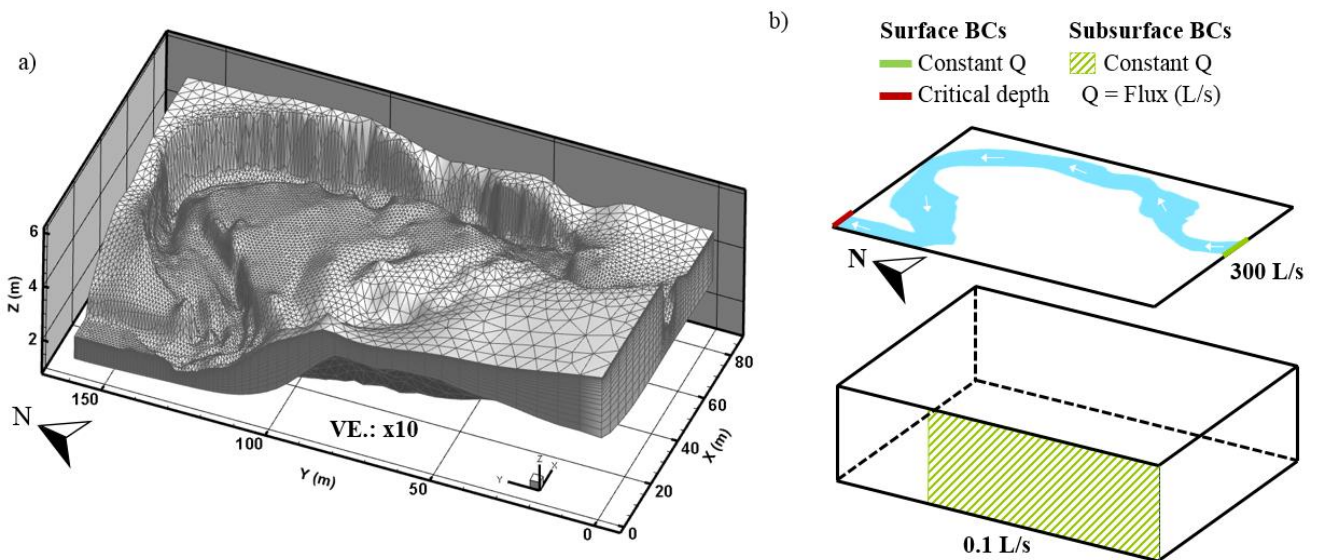 a)
6
4
2
Z (m)
N
150
100
50
0
Y (m)
VE.: x10
Z
Y
X
0
20
40
60
80
X (m)
b)
Surface BCs
Constant Q
Critical depth
Subsurface BCs
Constant Q
Q = Flux (L/s)
N
300 L/s
0.1 L/s